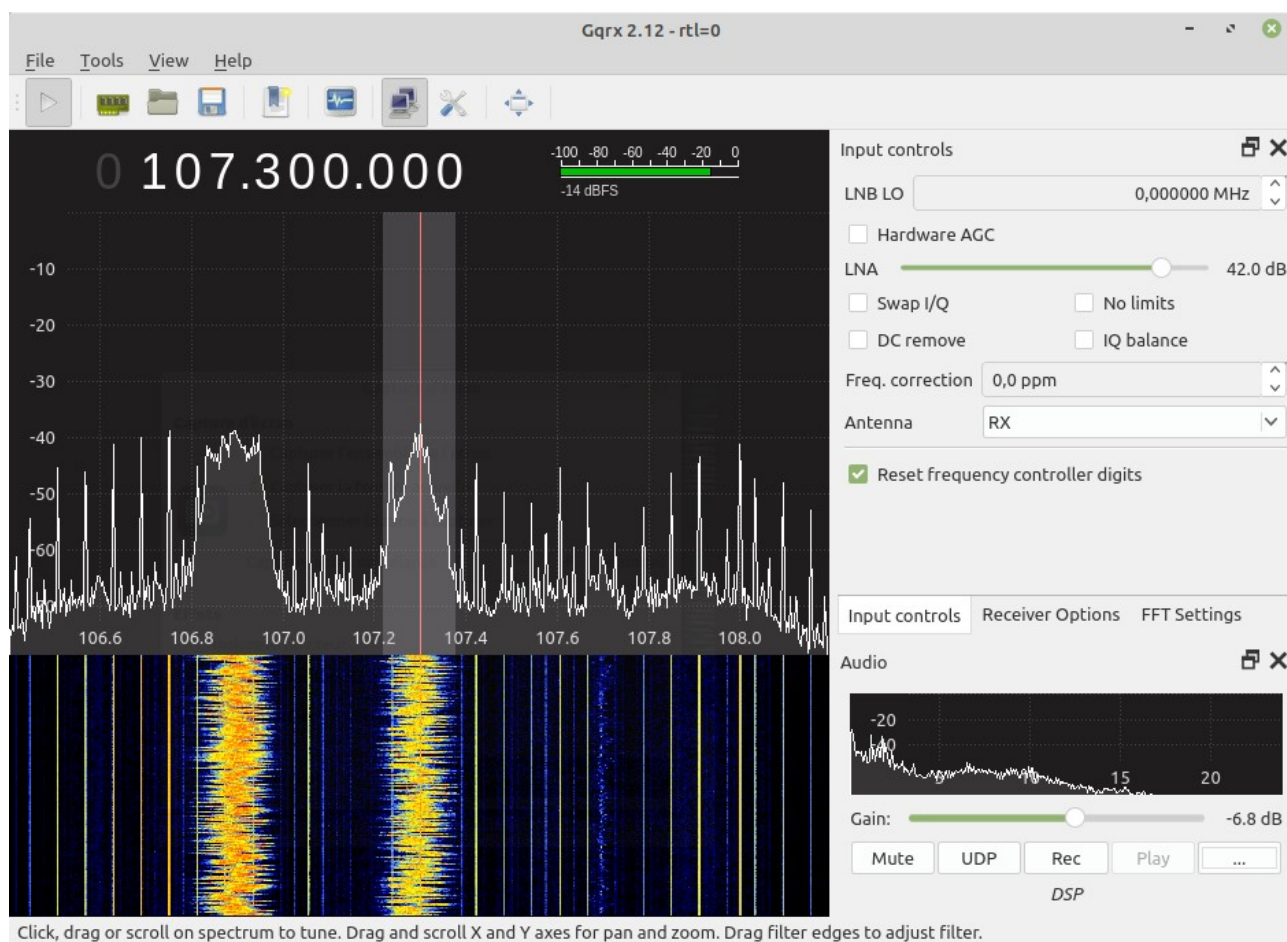 Gqrx 2.12 - rtl=0
File Tools View Help
0 107.300.000
-100 -80 -60 -40 -20 0
-14 dBFS
-10
-20
-30
-40
-50
-60
106.6 106.8 107.0 107.2 107.4 107.6 107.8 108.0
Input controls
LNB LO 0,000000 MHz
Hardware AGC
LNA 42.0 dB
Swap I/Q No limits
DC remove IQ balance
Freq. correction 0,0 ppm
Antenna RX
Reset frequency controller digits
Input controls Receiver Options FFT Settings
Audio
-20
-40
5 10 15 20
Gain: -6.8 dB
Mute UDP Rec Play ...
DSP
Click, drag or scroll on spectrum to tune. Drag and scroll X and Y axes for pan and zoom. Drag filter edges to adjust filter.